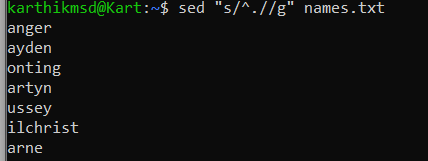 karthikmsd@Kart:~$ sed "s/^.//g" names.txt
anger
ayden
onting
artyn
ussey
ilchrist
arne